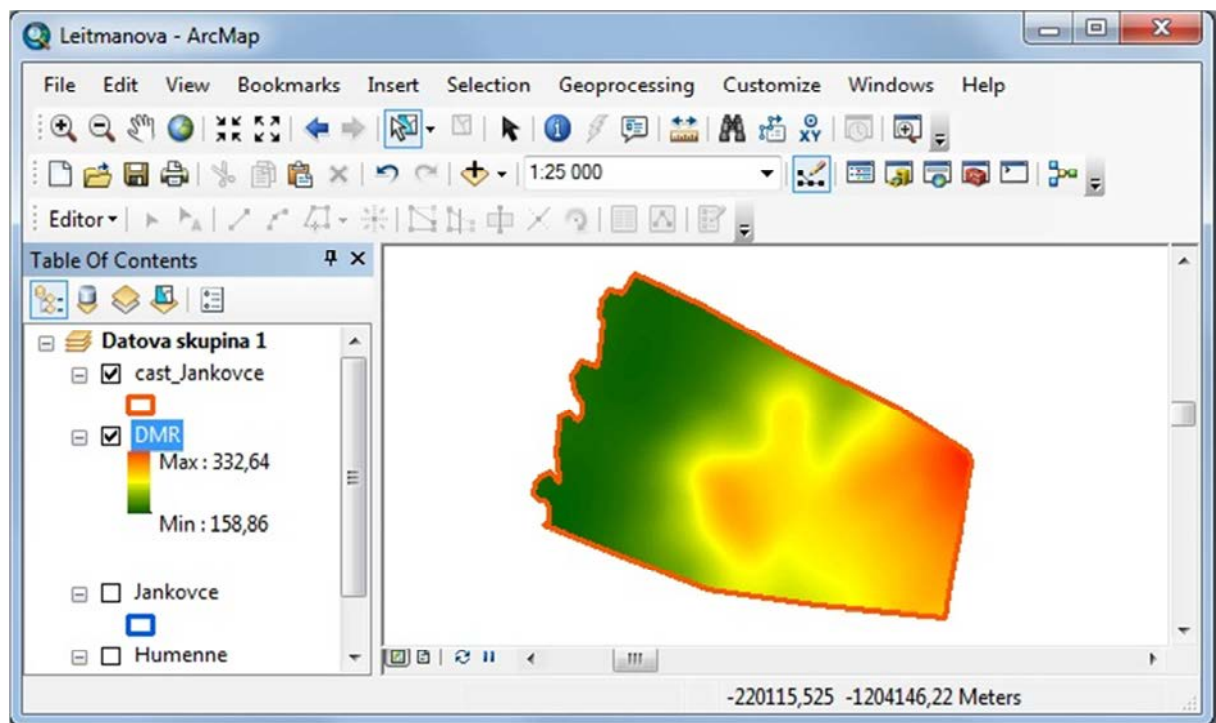 Leitmanova - ArcMap
File Edit View Bookmarks Insert Selection Geoprocessing Customize Windows Help
XY
1:25 000
Editor
Table Of Contents
Datova skupina 1
cast_Jankovce
DMR
Max : 332,64
Min : 158,86
Jankovce
Humenne
-220115,525 -1204146,22 Meters